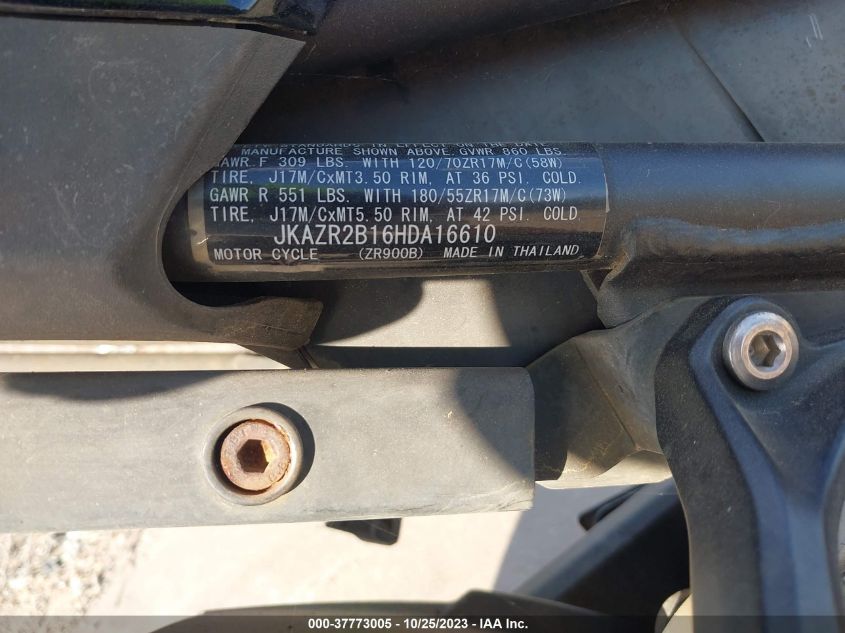 MANUFACTURE SHOWN ABOVE GVWR 860 LBS.
GAWR F 309 LBS. WITH 120/70ZR17M/C(58W)
TIRE, J17M/CxMT3.50 RIM, AT 36 PSI. COLD.
GAWR R 551 LBS. WITH 180/55ZR17M/C(73W)
TIRE, J17M/CxMT5.50 RIM, AT 42 PSI. COLD.
JKAZR2B16HDA16610
MOTOR CYCLE (ZR900B) MADE IN THAILAND
000-37773005 - 10/25/2023 - IAA Inc.